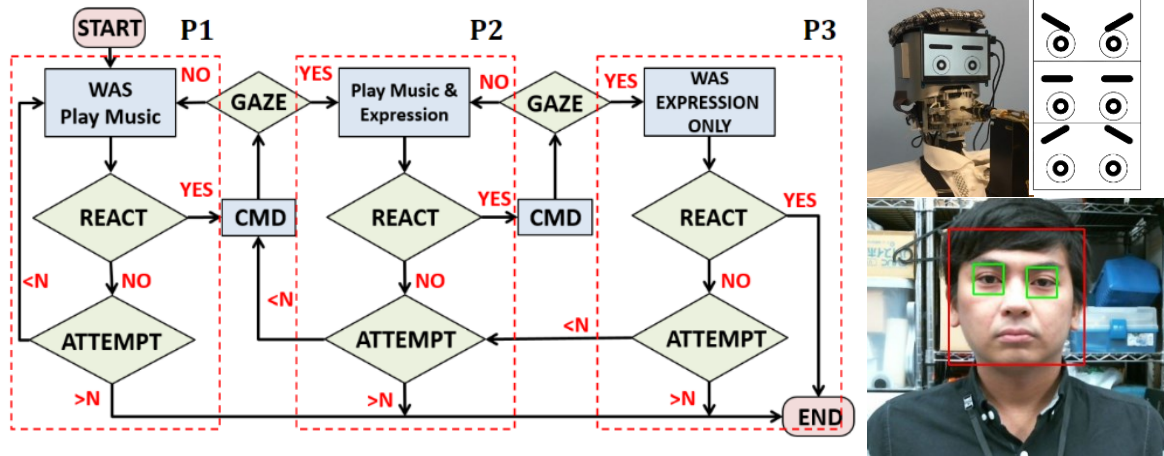 START
P1
P2
P3
WAS
Play Music
NO
GAZE
YES
Play Music &
Expression
NO
GAZE
YES
WAS
EXPRESSION
ONLY
REACT
YES
CMD
REACT
YES
CMD
REACT
YES
NO
NO
NO
<N
ATTEMPT
<N
ATTEMPT
<N
ATTEMPT
>N
>N
>N
END